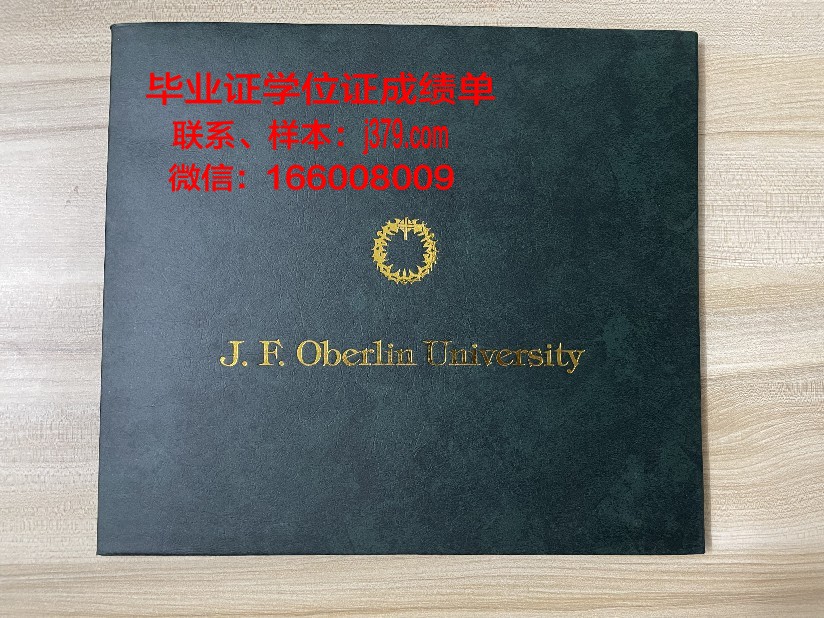 毕业证学位证成绩单
联系、样本：j379.com
微信：166008009
J. F. Oberlin University